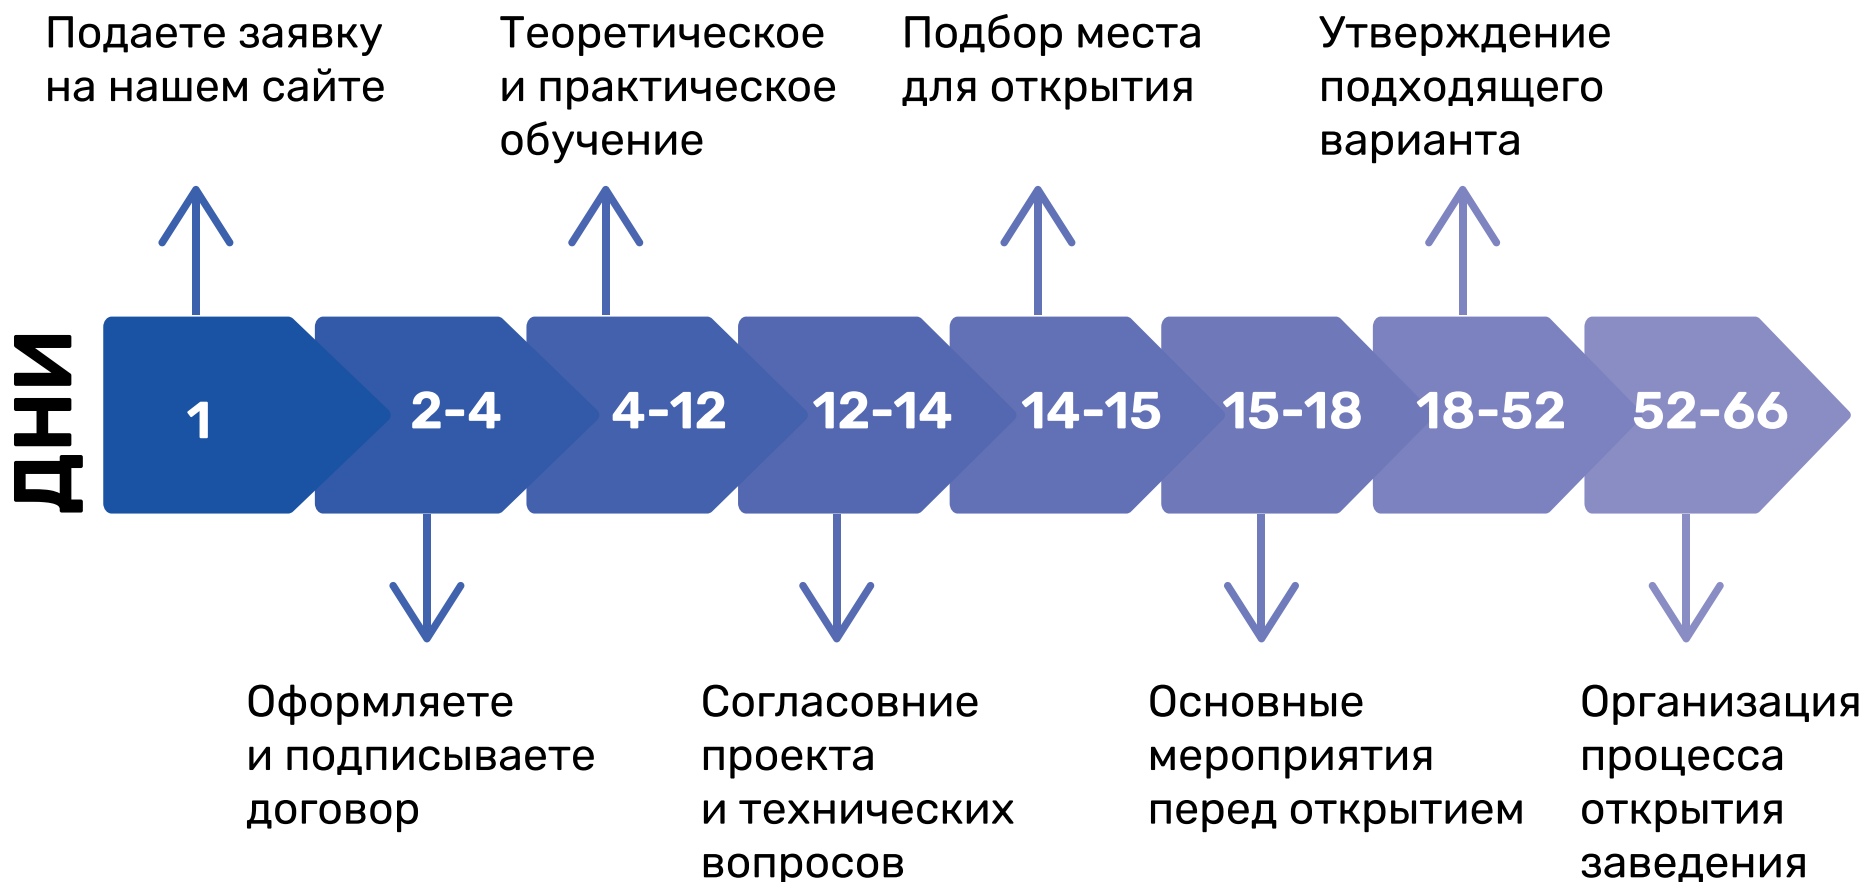 Подаете заявку
на нашем сайте
Теоретическое
и практическое
обучение
Подбор места
для открытия
Утверждение
подходящего
варианта
ДНИ
1
2-4
4-12
12-14
14-15
15-18
18-52
52-66
Оформляете
и подписываете
договор
Согласовние
проекта
и технических
вопросов
Основные
мероприятия
перед открытием
Организация
процесса
открытия
заведения